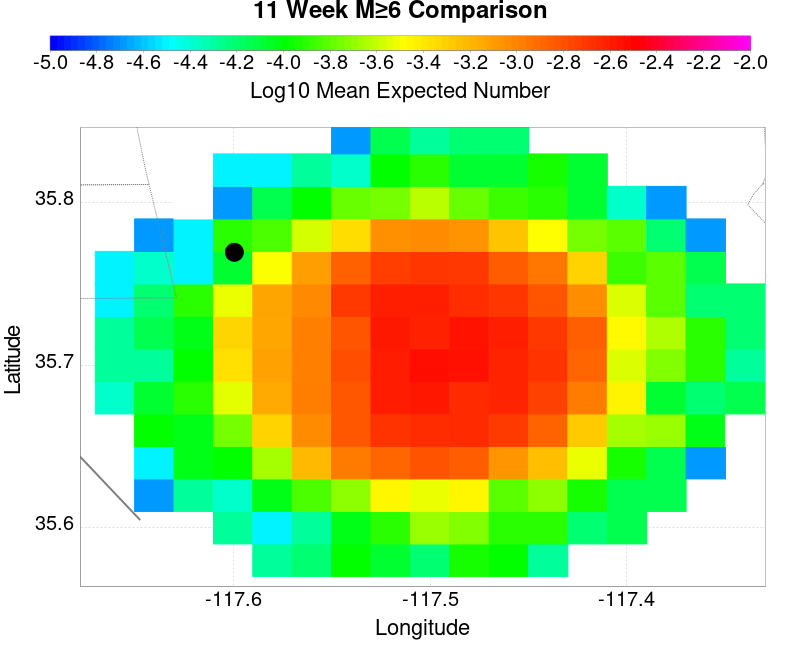 11 Week M≥6 Comparison
-5.0 -4.8 -4.6 -4.4 -4.2 -4.0 -3.8 -3.6 -3.4 -3.2 -3.0 -2.8 -2.6 -2.4 -2.2 -2.0
Log10 Mean Expected Number
35.8
35.7
35.6
Latitude
-117.6 -117.5 -117.4
Longitude